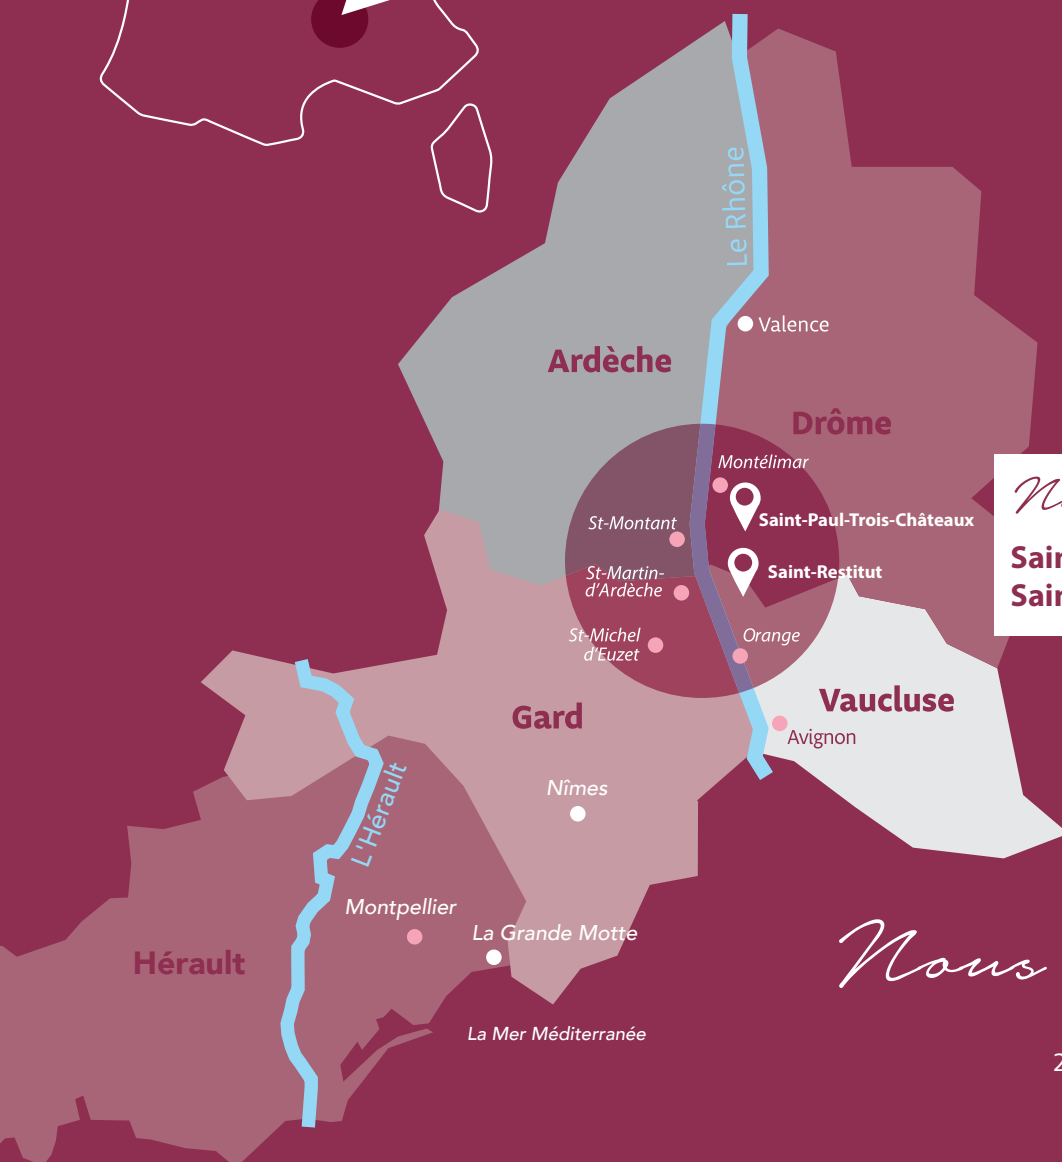 Le Rhône
Valence
Ardèche
Drôme
Montélimar
Saint-Paul-Trois-Châteaux
St-Montant
Saint-Restitut
St-Martin-
d'Ardèche
St-Michel
d'Euzet
Orange
Vaucluse
Gard
Avignon
L'Hérault
Nîmes
Montpellier
La Grande Motte
Hérault
Nous
La Mer Méditerranée